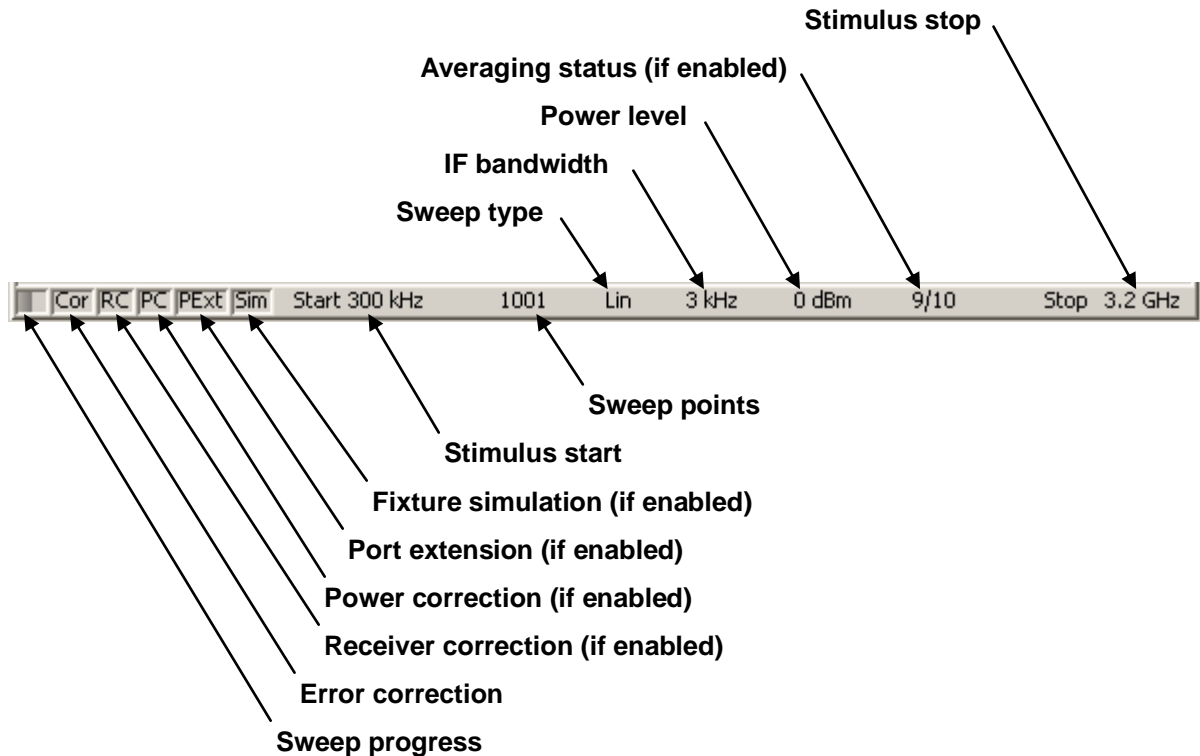 Stimulus stop
Averaging status (if enabled)
Power level
IF bandwidth
Sweep type
Cor RC PC PExt Sim Start 300 kHz 1001 Lin 3 kHz 0 dBm 9/10 Stop 3.2 GHz
Sweep points
Stimulus start
Fixture simulation (if enabled)
Port extension (if enabled)
Power correction (if enabled)
Receiver correction (if enabled)
Error correction
Sweep progress